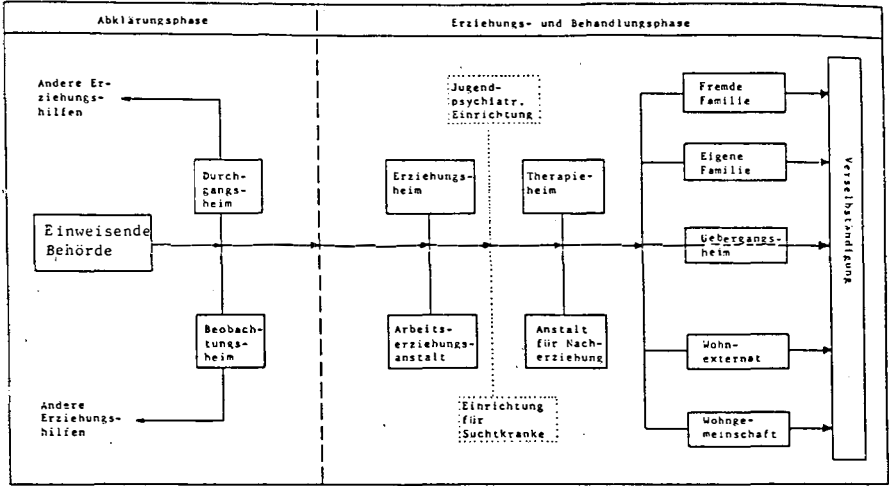 Abklärungsphase
Erziehungs- und Behandlungsphase
Andere Er-
ziehungs-
hilfen
Durch-
gangs-
heim
Einweisende
Behörde
Beobach-
tungs-
heim
Andere
Erziehungs-
hilfen
Jugend-
psychiatr.
Einrichtung
Erziehungs-
heim
Therapie-
heim
Arbeits-
erziehungs-
anstalt
Anstalt
für Nach-
erziehung
Einrichtung
für
Suchtkranke
Fremde
Familie
Eigene
Familie
Gebergangs-
heim
Wohn-
externat
Wohnge-
meinschaft
Verselbständigung